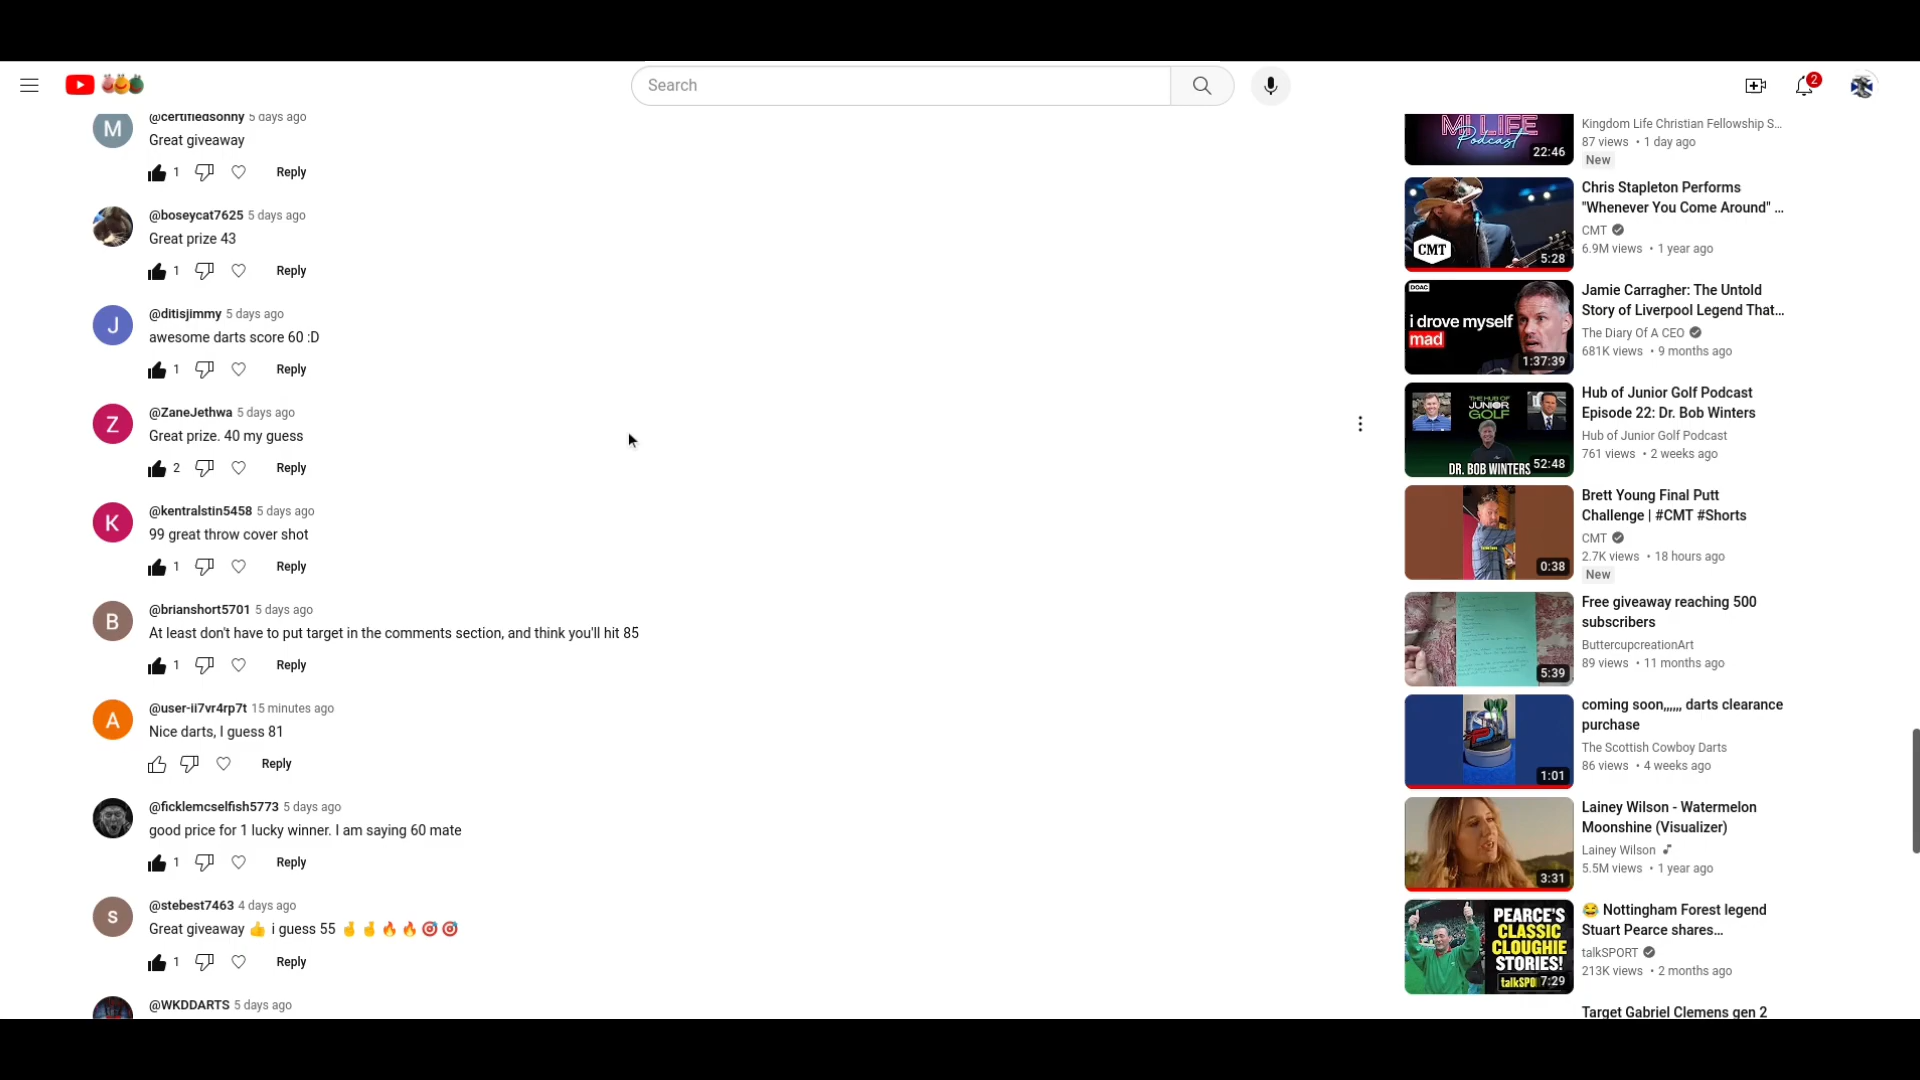 Search
2
M
@certifiedsonny 5 days ago
Great giveaway
1 Reply
@boseycat7625 5 days ago
Great prize 43
1 Reply
J
@ditisjimmy 5 days ago
awesome darts score 60 :D
1 Reply
Z
@ZaneJethwa 5 days ago
Great prize. 40 my guess
2 Reply
K
@kentralstin5458 5 days ago
99 great throw cover shot
1 Reply
B
@brianshort5701 5 days ago
At least don't have to put target in the comments section, and think you'll hit 85
1 Reply
A
@user-ii7vr4rp7t 15 minutes ago
Nice darts, I guess 81
Reply
@ficklemcselfish5773 5 days ago
good price for 1 lucky winner. I am saying 60 mate
1 Reply
S
@stebest7463 4 days ago
Great giveaway 👍 i guess 55 🤞🤞🔥🔥🎯🎯
1 Reply
@WKDDARTS 5 days ago
MI LIFE
Podcast
22:46
Kingdom Life Christian Fellowship S...
87 views • 1 day ago
New
CMT
5:28
Chris Stapleton Performs
"Whenever You Come Around" ...
CMT
6.9M views • 1 year ago
DOAC
i drove myself
mad
1:37:39
Jamie Carragher: The Untold
Story of Liverpool Legend That...
The Diary Of A CEO
681K views • 9 months ago
THE HUB OF
JUNIOR
GOLF
DR. BOB WINTERS
52:48
Hub of Junior Golf Podcast
Episode 22: Dr. Bob Winters
Hub of Junior Golf Podcast
761 views • 2 weeks ago
0:38
Brett Young Final Putt
Challenge | #CMT #Shorts
CMT
2.7K views • 18 hours ago
New
5:39
Free giveaway reaching 500
subscribers
ButtercupcreationArt
89 views • 11 months ago
1:01
coming soon,,,,,, darts clearance
purchase
The Scottish Cowboy Darts
86 views • 4 weeks ago
3:31
Lainey Wilson - Watermelon
Moonshine (Visualizer)
Lainey Wilson
5.5M views • 1 year ago
PEARCE'S
CLASSIC
CLOUGHIE
STORIES!
talkSPO
7:29
😂 Nottingham Forest legend
Stuart Pearce shares...
talkSPORT
213K views • 2 months ago
Target Gabriel Clemens gen 2